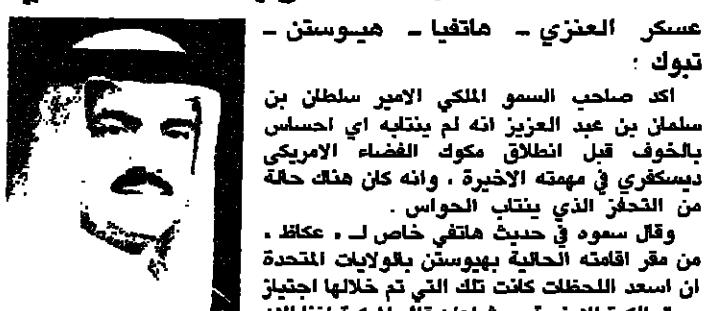 عسكر العنزي ـ هاتفيا ـ هيوستن ـ
تبوك :
اكد صاحب السمو الملكي الامير سلطان بن
سلمان بن عبد العزيز انه لم ينتابه اي احساس
بالخوف قبل انطلاق مكوك الفضاء الامريكي
ديسكفري في مهمته الاخيرة ، وانه كان هناك حالة
من التحفز الذي ينتاب الحواس .
وقال سموه في حديث هاتفي خاص لـ « عكاظ »
من مقر اقامته الحالية بهيوستن بالولايات المتحدة
ان اسعد اللحظات كانت تلك التي تم خلالها اجتياز